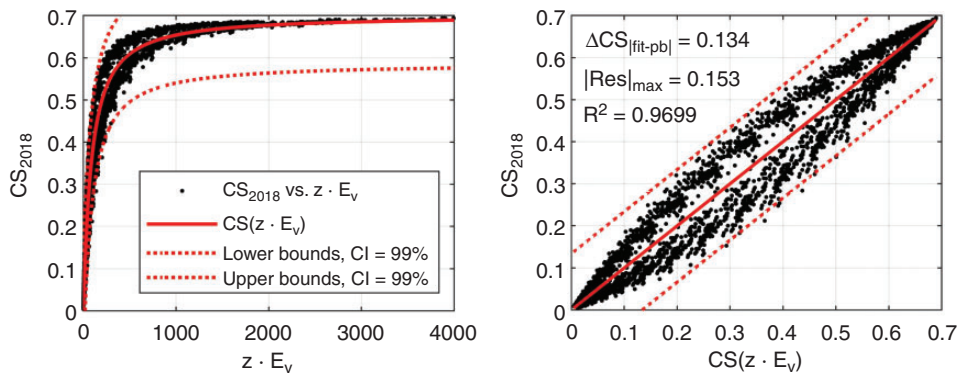 0.7
0.6
0.5
0.4
0.3
0.2
0.1
0
CS2018
0 1000 2000 3000 4000
z · Ev
CS2018 vs. z · Ev
CS(z · Ev)
Lower bounds, CI = 99%
Upper bounds, CI = 99%
0.7
0.6
0.5
0.4
0.3
0.2
0.1
0
CS2018
ΔCS|fit-pb| = 0.134
|Res|max = 0.153
R² = 0.9699
0 0.1 0.2 0.3 0.4 0.5 0.6 0.7
CS(z · Ev)